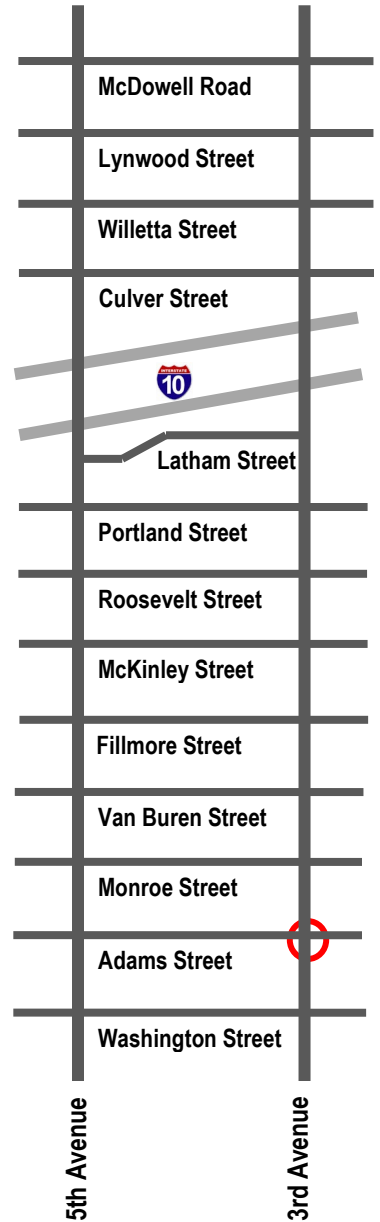 McDowell Road
Lynwood Street
Willetta Street
Culver Street
INTERSTATE
10
Latham Street
Portland Street
Roosevelt Street
McKinley Street
Fillmore Street
Van Buren Street
Monroe Street
Adams Street
Washington Street
5th Avenue
3rd Avenue